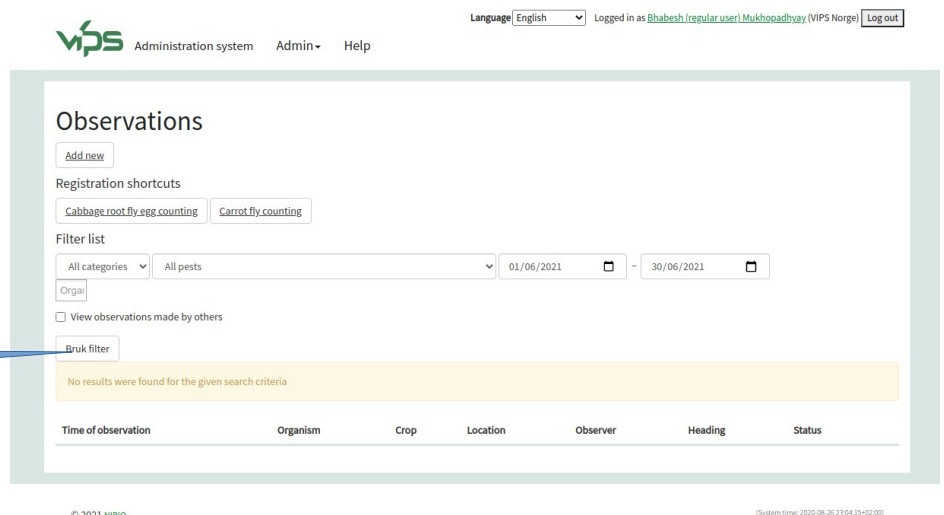 Language English Logged in as Bhabesh (regular user) Mukhopadhyay (VIPS Norge) Log out
VIPS Administration system Admin Help
Observations
Add new
Registration shortcuts
Cabbage root fly egg counting Carrot fly counting
Filter list
All categories All pests 01/06/2021 – 30/06/2021
Organ
View observations made by others
Bruk filter
No results were found for the given search criteria
Time of observation Organism Crop Location Observer Heading Status
© 2021 NIBIO [System time: 2020-08-26 23:04:15+02:00]